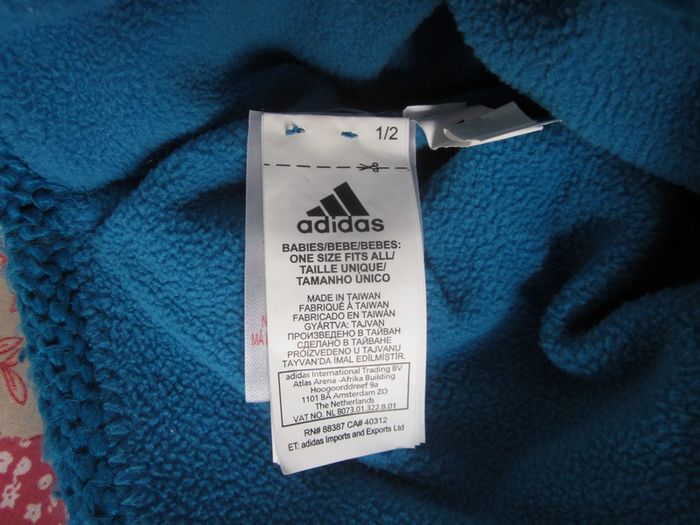 1/2
adidas
BABIES/BEBE/BEBES:
ONE SIZE FITS ALL/
TAILLE UNIQUE/
TAMANHO ÚNICO
MADE IN TAIWAN
FABRIQUÉ À TAIWAN
FABRICADO EN TAIWÁN
GYÁRTVA: TAJVAN
ПРОИЗВЕДЕНО В ТАЙВАН
СДЕЛАНО В ТАЙВАНЕ
PRÓIZVEDENO U TAJVANU
TAYVAN'DA İMAL EDİLMİŞTİR.
adidas International Trading BV
Atlas Arena -Afrika Building
Hoogoorddreef 9a
1101 BA Amsterdam ZO
The Netherlands
VAT NO. NL 8073.01.322.B.01
RN# 88387 CA# 40312
ET: adidas Imports and Exports Ltd